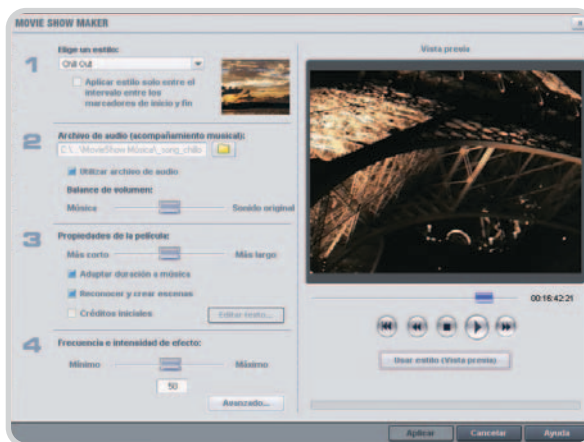 MOVIE SHOW MAKER
1
Elige un estilo:
Chill Out
Aplicar estilo solo entre el
intervalo entre los
marcadores de inicio y fin
2
Archivo de audio (acompañamiento musical):
C:\...\MovieShow Música\_song_chillo
Utilizar archivo de audio
Balance de volumen:
Música
Sonido original
3
Propiedades de la película:
Más corto
Más largo
Adaptar duración a música
Reconocer y crear escenas
Créditos iniciales
Editar texto...
4
Frecuencia e intensidad de efecto:
Mínimo
Máximo
50
Avanzado...
Vista previa
00:16:42:21
Usar estilo (Vista previa)
Aplicar
Cancelar
Ayuda